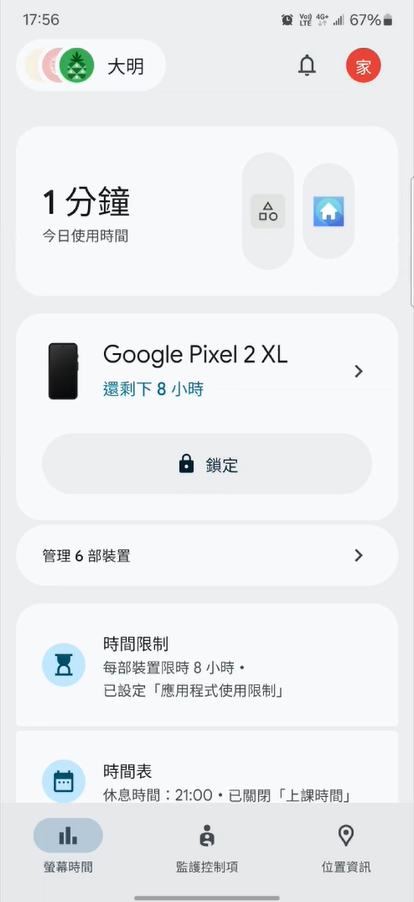 17:56
Vo))
LTE
4G+
67%
大明
家
1 分鐘
今日使用時間
Google Pixel 2 XL
還剩下 8 小時
鎖定
管理 6 部裝置
時間限制
每部裝置限時 8 小時・
已設定「應用程式使用限制」
時間表
休息時間：21:00・已關閉「上課時間」
螢幕時間
監護控制項
位置資訊